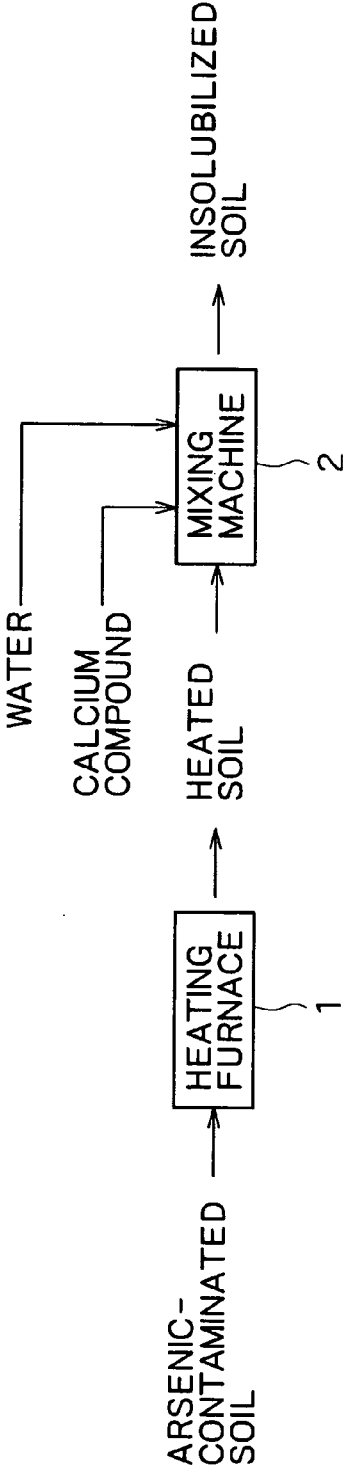 WATER
CALCIUM
COMPOUND
ARSENIC-
CONTAMINATED
SOIL
HEATING
FURNACE
1
HEATED
SOIL
MIXING
MACHINE
2
INSOLUBILIZED
SOIL